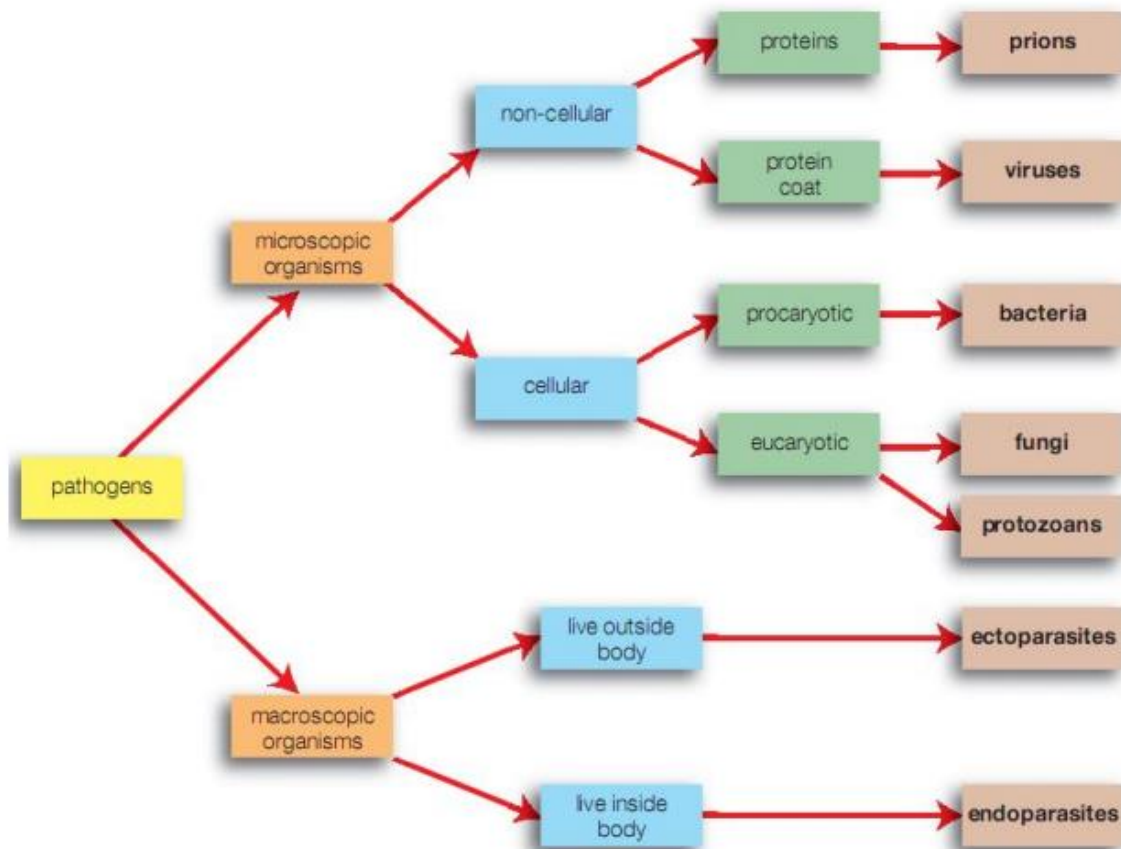 proteins
prions
non-cellular
protein
coat
viruses
microscopic
organisms
procaryotic
bacteria
cellular
eucaryotic
fungi
pathogens
protozoans
live outside
body
ectoparasites
macroscopic
organisms
live inside
body
endoparasites